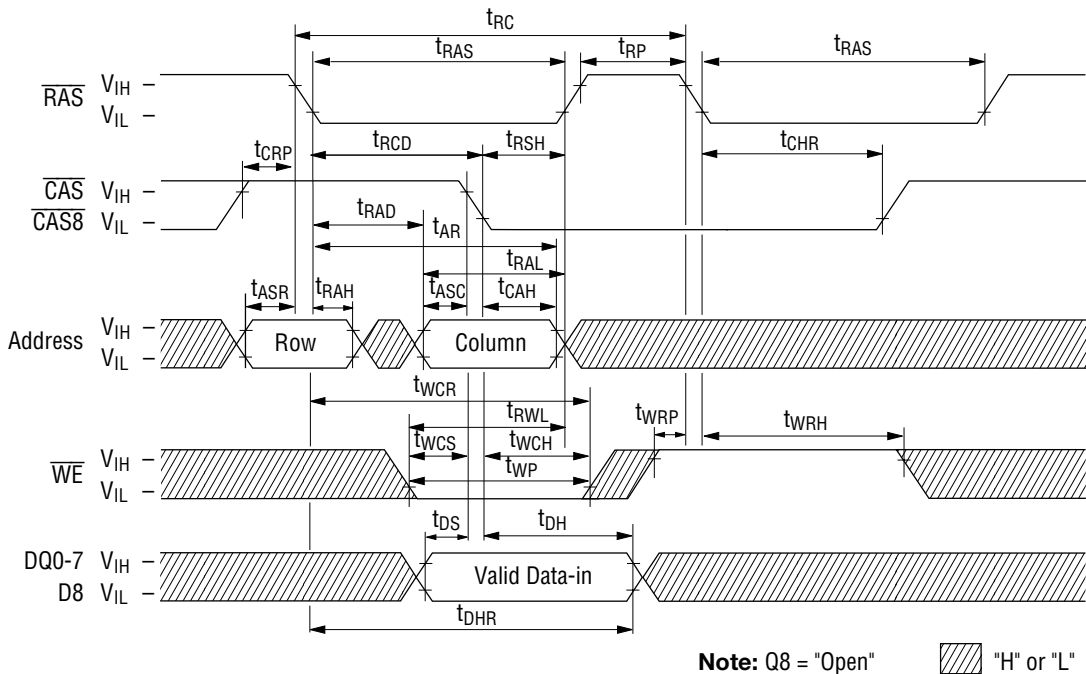 tRC
tRAS tRP tRAS
RAS VIH
VIL
tRCD tRSH tCHR
tCRP
CAS VIH
CAS8 VIL
tRAD
tAR
tRAL
tASR tRAH tASC tCAH
Address VIH
VIL
Row Column
tWCR
tRWL tWRP tWRH
tWCS tWCH
WE VIH
VIL
tWP
tDS tDH
DQ0-7 VIH
D8 VIL
Valid Data-in
tDHR
Note: Q8 = "Open" "H" or "L"